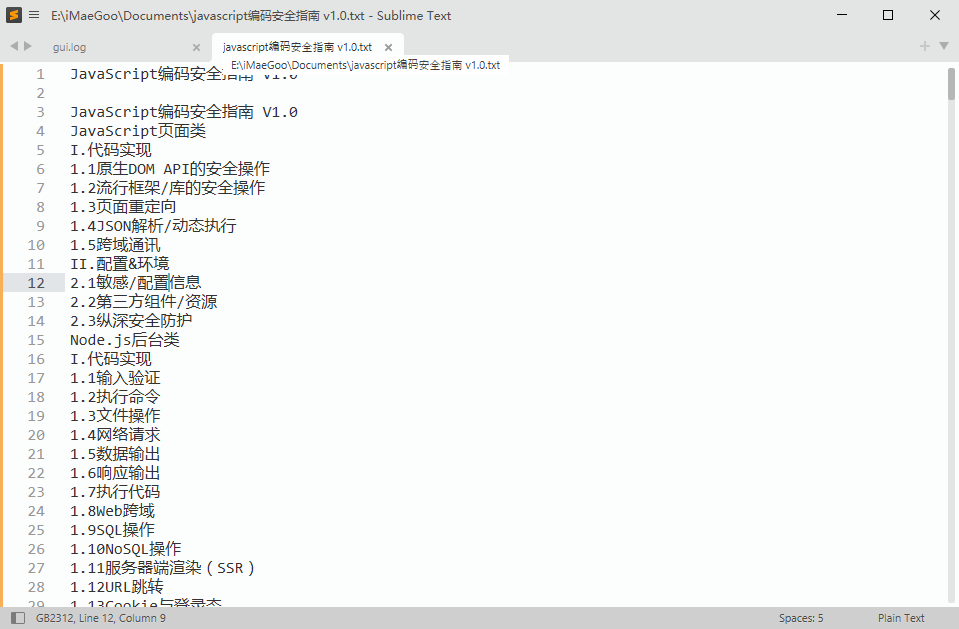 E:\iMaeGoo\Documents\javascript编码安全指南 v1.0.txt - Sublime Text
gui.log
javascript编码安全指南 v1.0.txt
E:\iMaeGoo\Documents\javascript编码安全指南 v1.0.txt
1 JavaScript编码安全指南 V1.0
2
3 JavaScript编码安全指南 V1.0
4 JavaScript页面类
5 I.代码实现
6 1.1原生DOM API的安全操作
7 1.2流行框架/库的安全操作
8 1.3页面重定向
9 1.4JSON解析/动态执行
10 1.5跨域通讯
11 II.配置&环境
12 2.1敏感/配置信息
13 2.2第三方组件/资源
14 2.3纵深安全防护
15 Node.js后台类
16 I.代码实现
17 1.1输入验证
18 1.2执行命令
19 1.3文件操作
20 1.4网络请求
21 1.5数据输出
22 1.6响应输出
23 1.7执行代码
24 1.8Web跨域
25 1.9SQL操作
26 1.10NoSQL操作
27 1.11服务器端渲染（SSR）
28 1.12URL跳转
29 1.13Cookie与登录态
GB2312, Line 12, Column 9
Spaces: 5
Plain Text